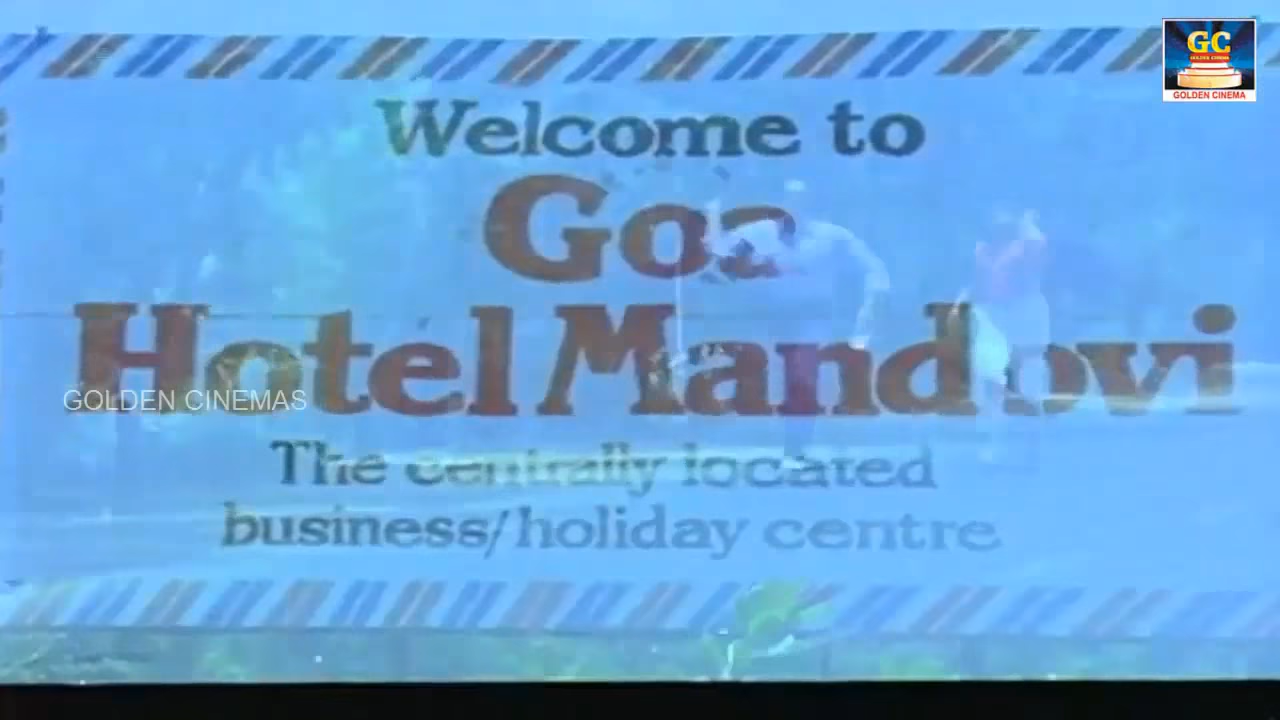 GC
GOLDEN CINEMA
Welcome to
Goa
Hotel Mandovi
GOLDEN CINEMAS
The centrally located
business/holiday centre